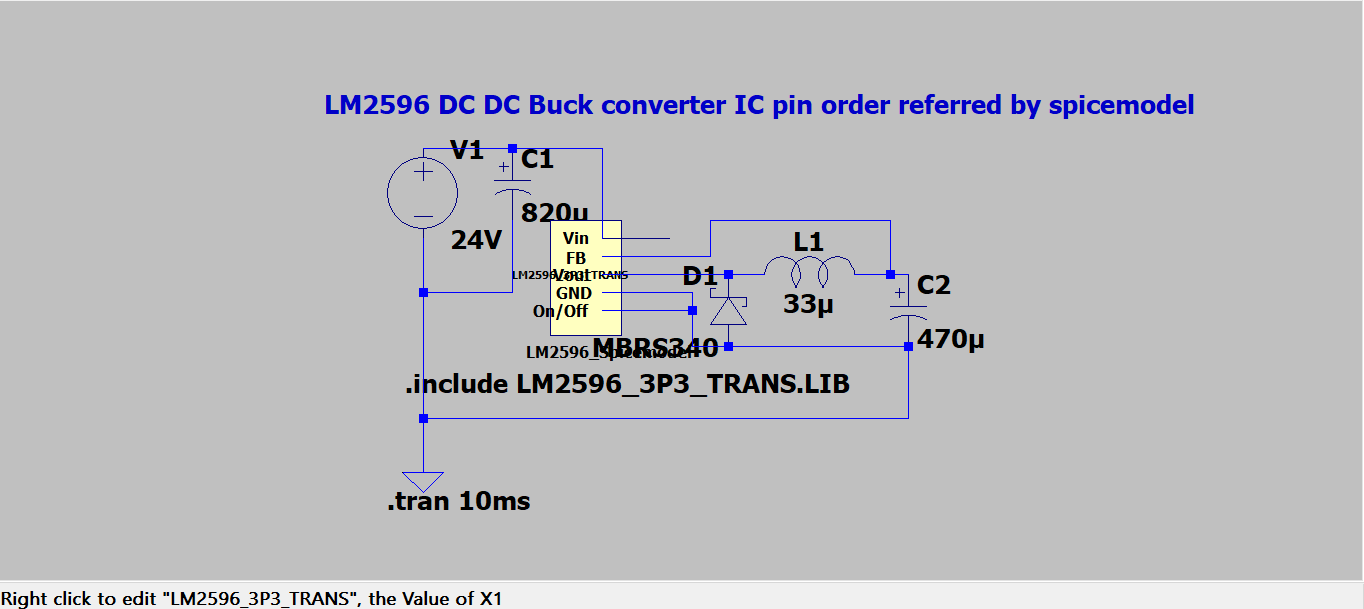 LM2596 DC DC Buck converter IC pin order referred by spicemodel
V1
+
C1
+
820µ
24V
Vin
FB
LM2596_3P3_TRANS
Vout
GND
On/Off
D1
L1
33µ
C2
+
470µ
MBRS340
LM2596_Spicemodel
.include LM2596_3P3_TRANS.LIB
.tran 10ms
Right click to edit "LM2596_3P3_TRANS", the Value of X1